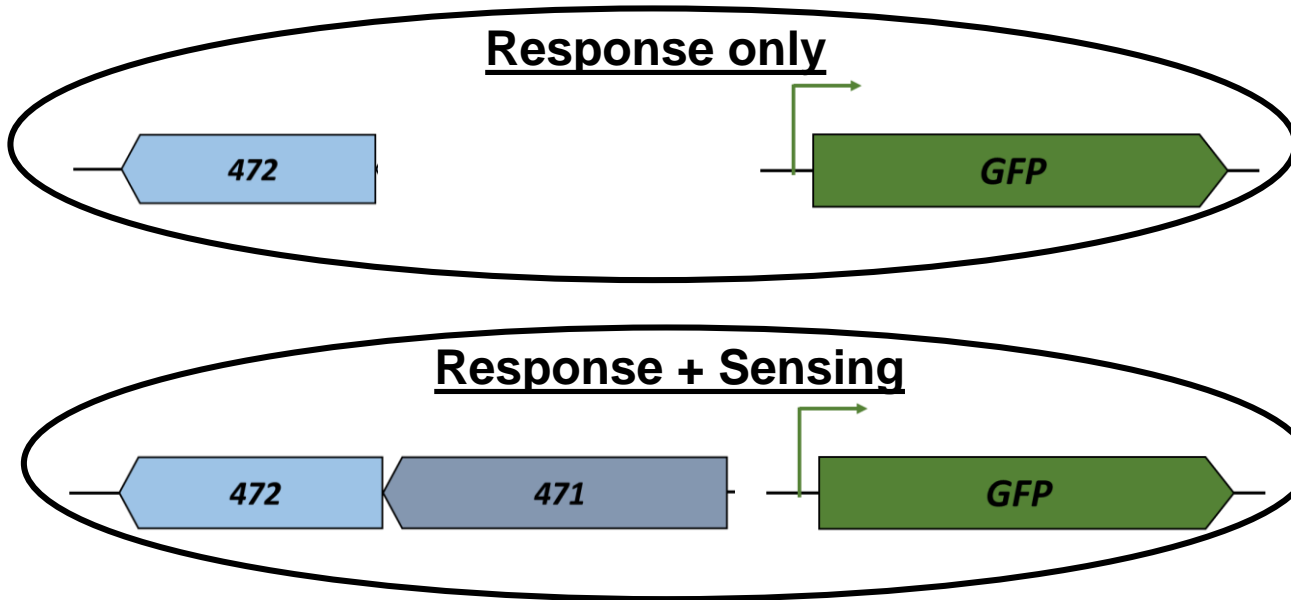 Response only
472
GFP
Response + Sensing
472 471
GFP